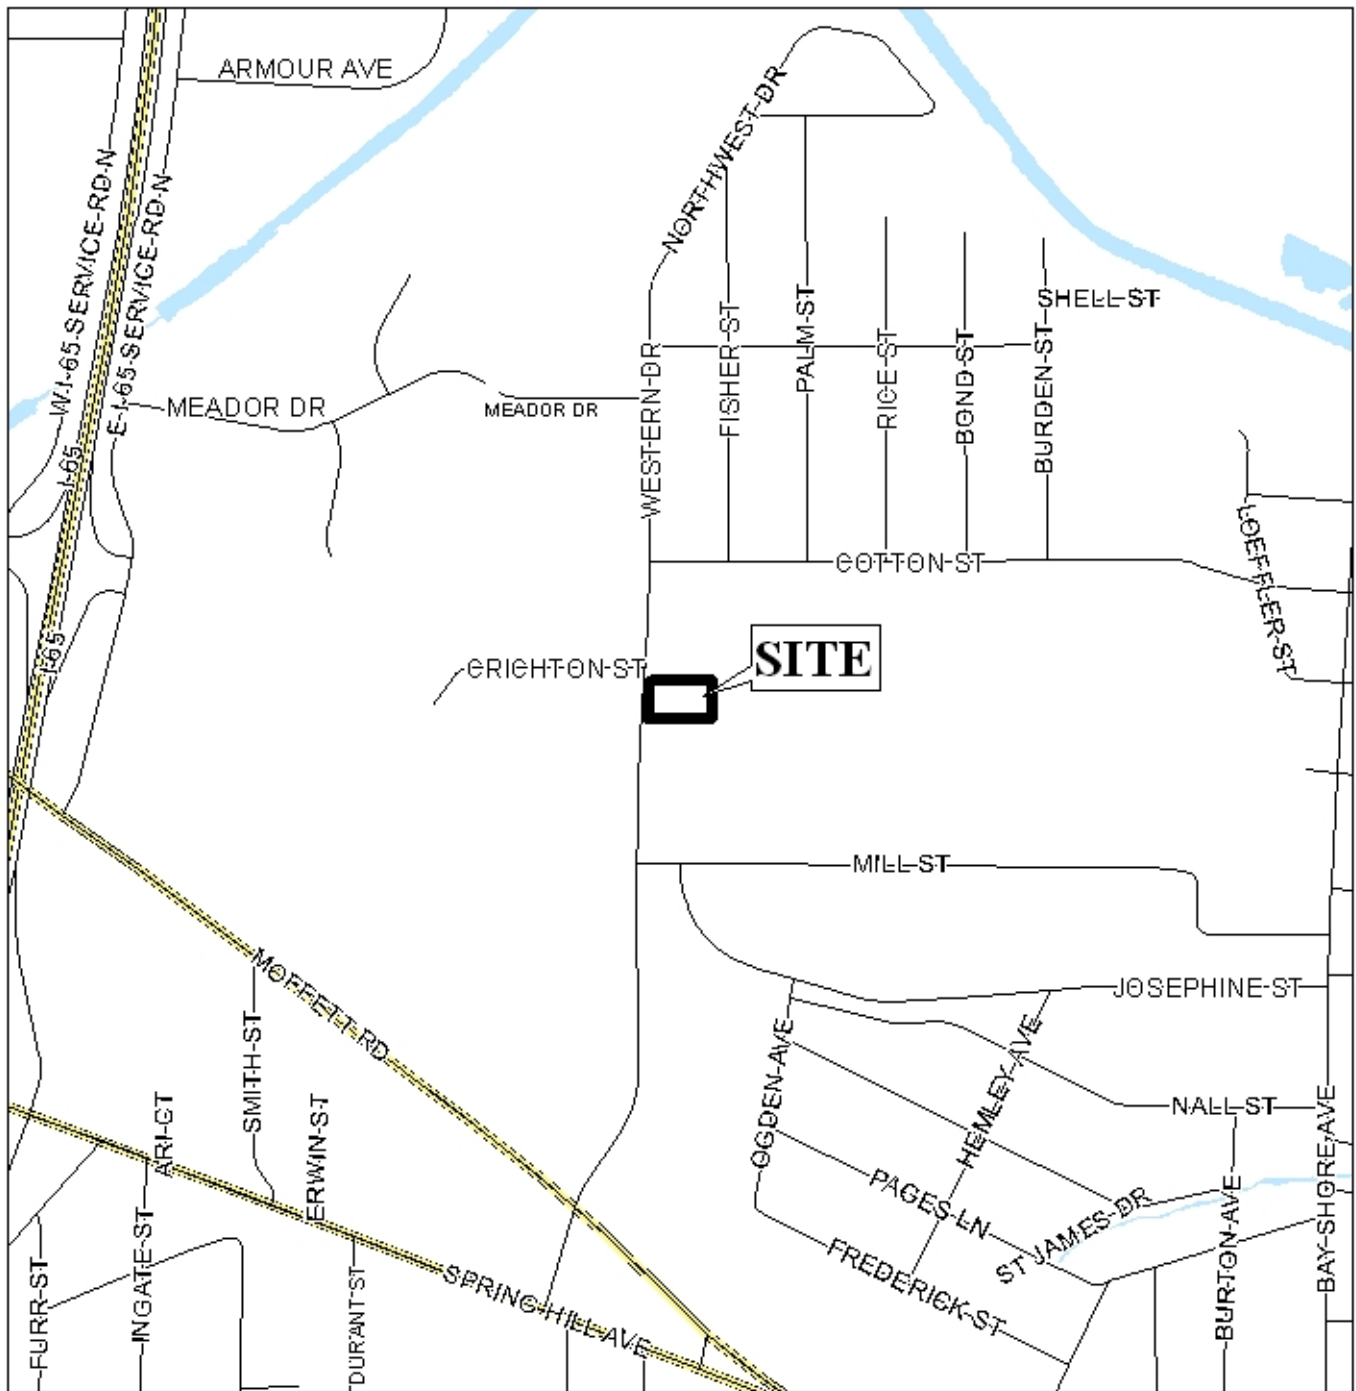 ARMOUR AVE
NORTHWEST DR
W-I-65-SERVICE-RD-N
E-I-65-SERVICE-RD-N
SHELL-ST
FISHER-ST
PALM-ST
RICE-ST
BOND-ST
BURDEN-ST
WESTERN-DR
MEADOR DR
MEADOR DR
I-65
LOEFFLER-ST
COTTON-ST
I-65
CRICHTON-ST
SITE
MILL-ST
MOFFETT-RD
JOSEPHINE-ST
SMITH-ST
OGDEN-AVE
HEMLEY-AVE
NALL-ST
ARI-CT
ERWIN-ST
BAY-SHORE-AVE
PAGES-LN
ST JAMES-DR
BURTON-AVE
INGATE-ST
FURR-ST
DURANT-ST
SPRING-HILL-AVE
FREDERICK-ST